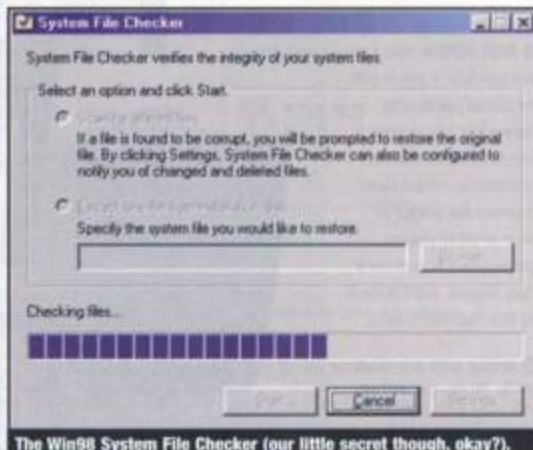 System File Checker
System File Checker verifies the integrity of your system files.
Select an option and click Start.
If a file is found to be corrupt, you will be prompted to restore the original
file. By clicking Settings, System File Checker can also be configured to
notify you of changed and deleted files.
Specify the system file you would like to restore.
Checking files...
Cancel
The Win98 System File Checker (our little secret though, okay?).